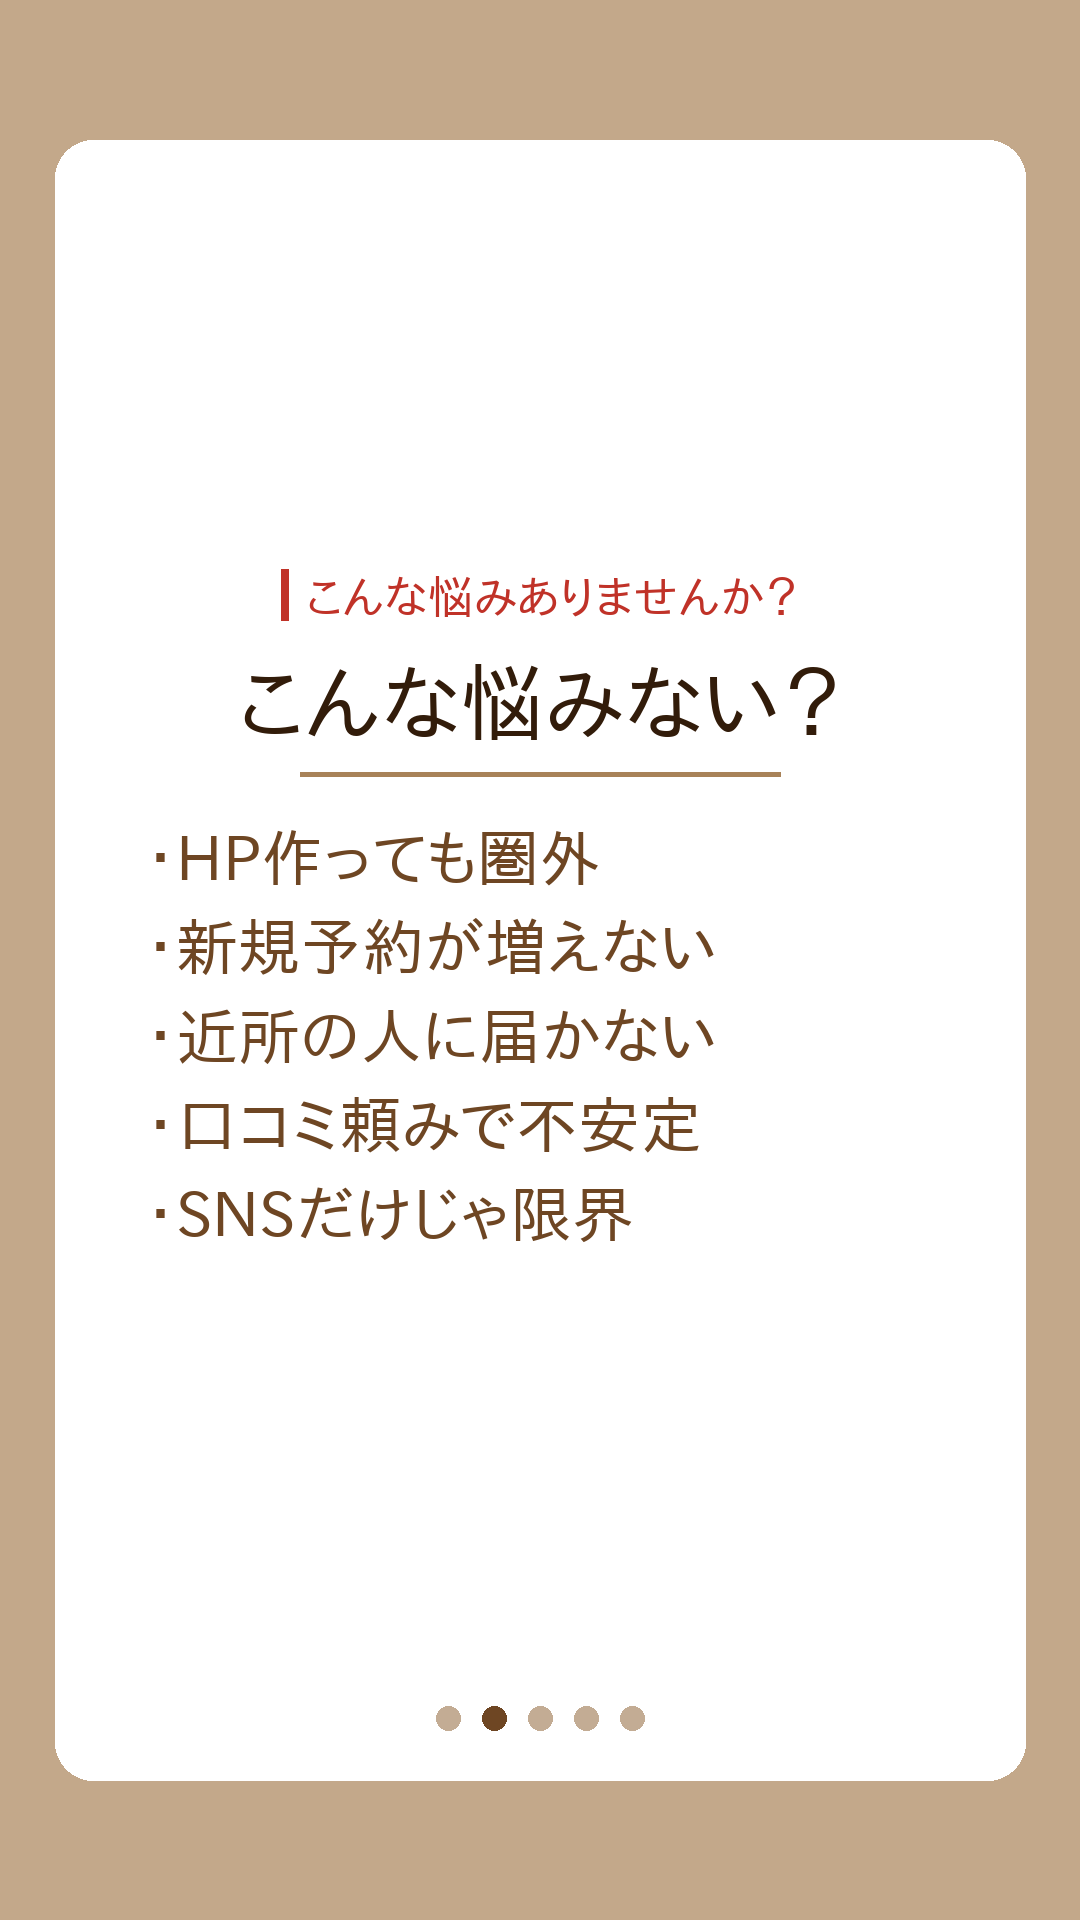 こんな悩みありませんか？
こんな悩みない？
・HP作っても圏外
・新規予約が増えない
・近所の人に届かない
・口コミ頼みで不安定
・SNSだけじゃ限界